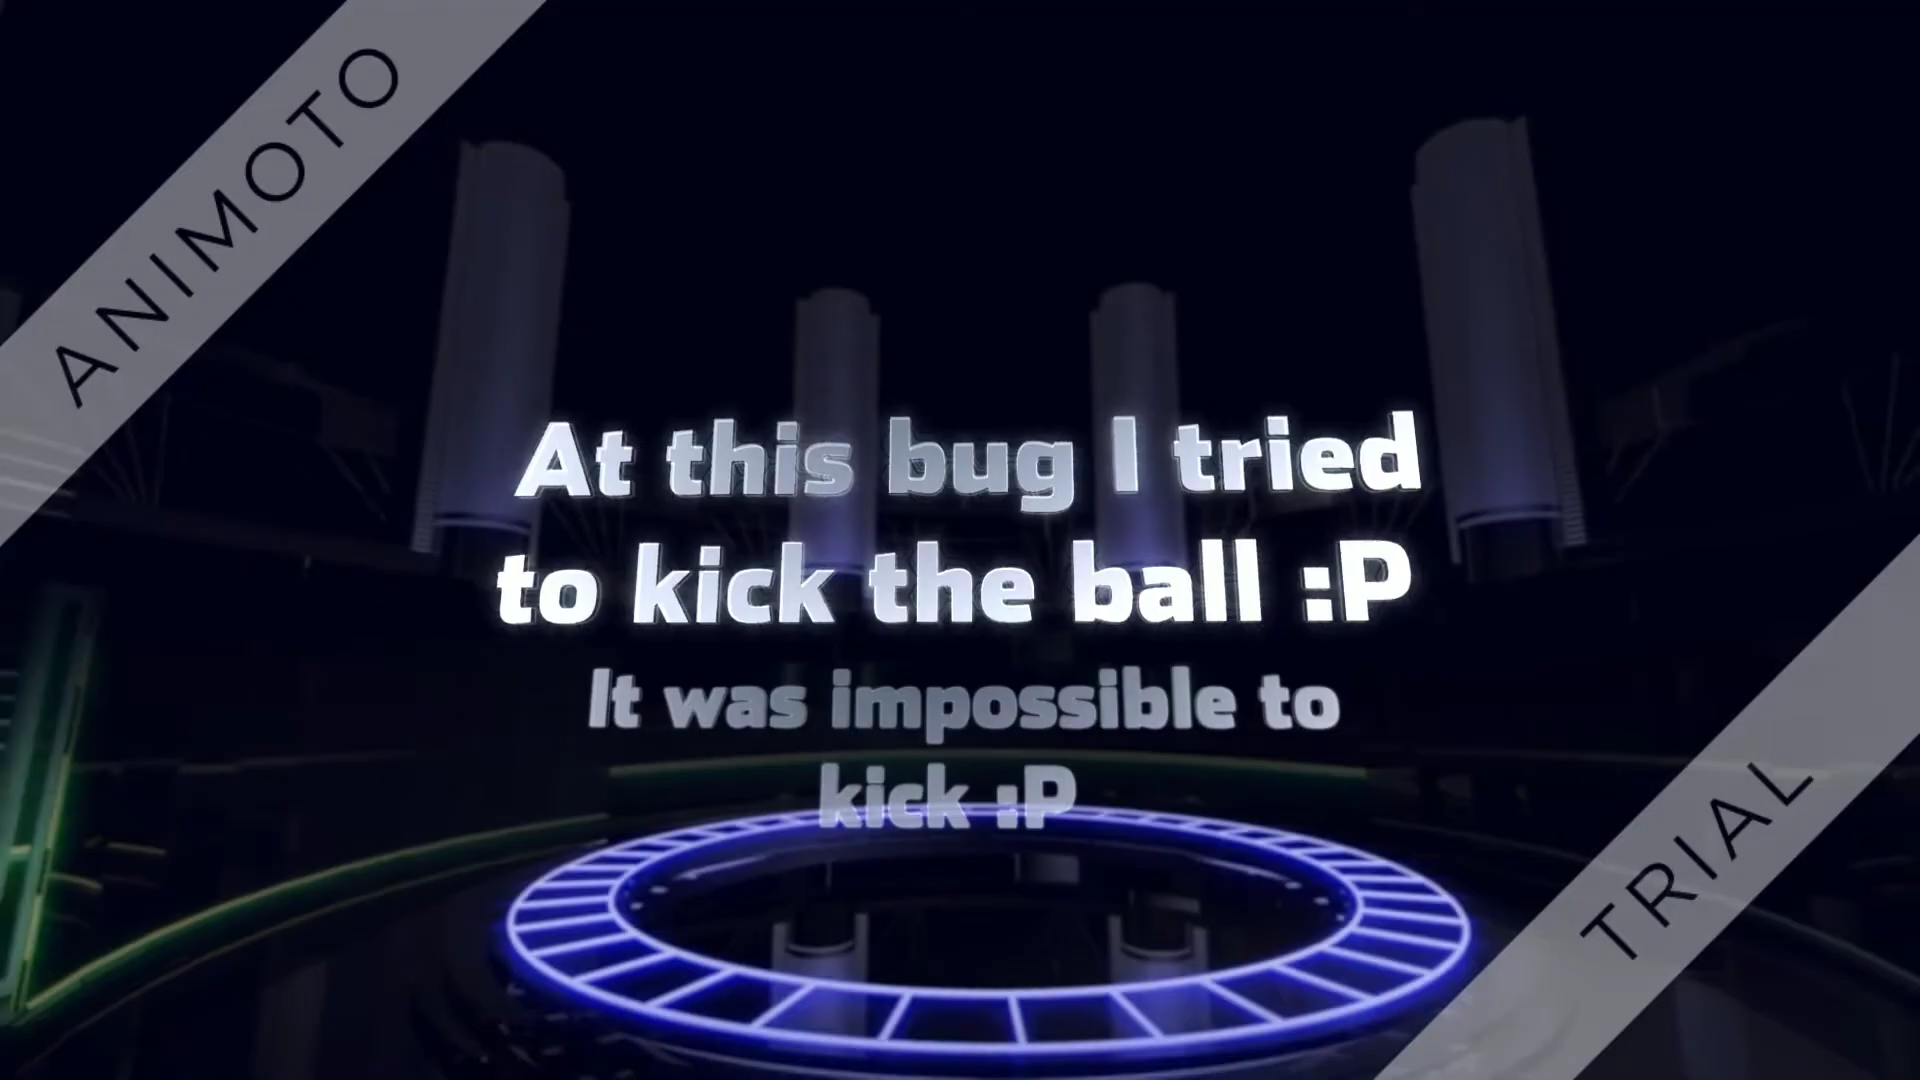 ANIMOTO
At this bug I tried
to kick the ball :P
It was impossible to
kick :P
TRIAL